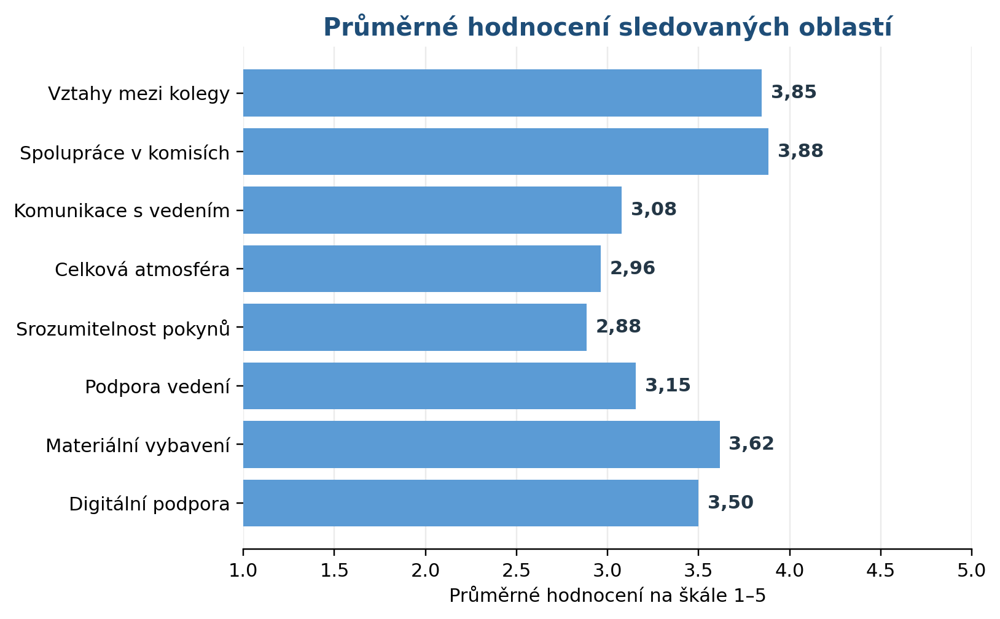 Průměrné hodnocení sledovaných oblastí
Vztahy mezi kolegy 3,85
Spolupráce v komisích 3,88
Komunikace s vedením 3,08
Celková atmosféra 2,96
Srozumitelnost pokynů 2,88
Podpora vedení 3,15
Materiální vybavení 3,62
Digitální podpora 3,50
1.0 1.5 2.0 2.5 3.0 3.5 4.0 4.5 5.0
Průměrné hodnocení na škále 1–5